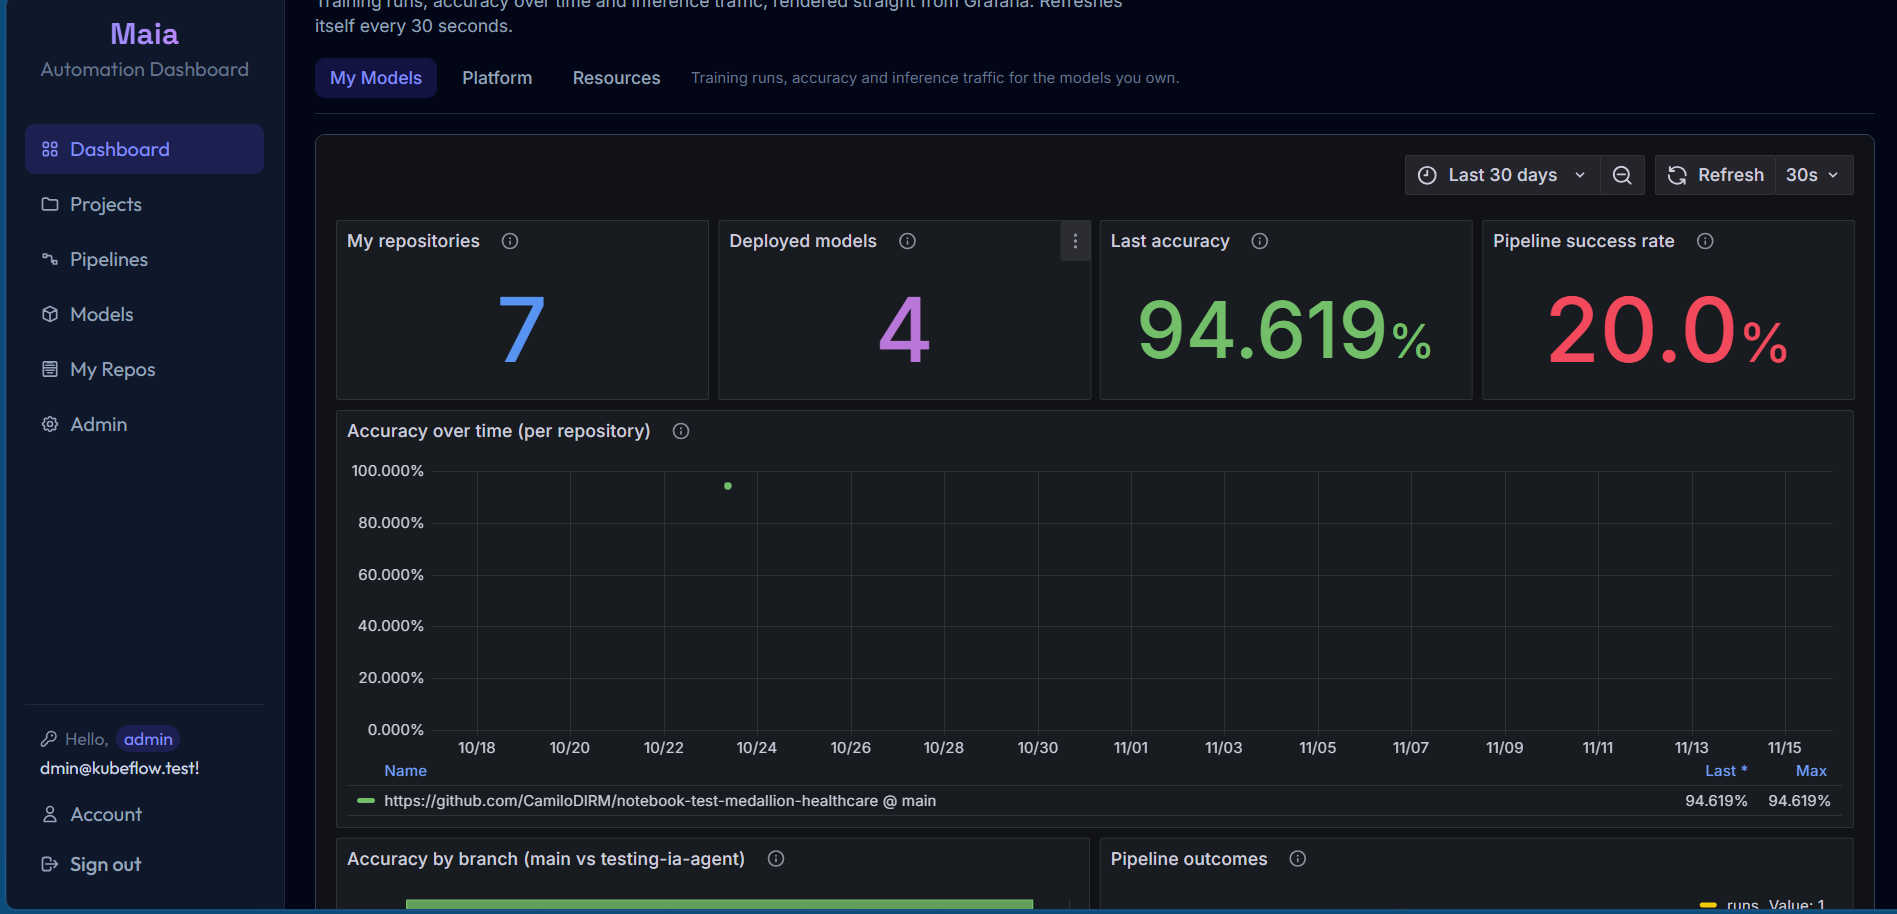 Maia
Automation Dashboard
Dashboard
Projects
Pipelines
Models
My Repos
Admin
Hello, admin
dmin@kubeflow.test!
Account
Sign out
Training runs, accuracy over time and inference traffic, rendered straight from Grafana. Refreshes
itself every 30 seconds.
My Models Platform Resources Training runs, accuracy and inference traffic for the models you own.
Last 30 days Refresh 30s
My repositories
7
Deployed models
4
Last accuracy
94.619%
Pipeline success rate
20.0%
Accuracy over time (per repository)
100.000%
80.000%
60.000%
40.000%
20.000%
0.000%
10/18 10/20 10/22 10/24 10/26 10/28 10/30 11/01 11/03 11/05 11/07 11/09 11/11 11/13 11/15
Name Last * Max
https://github.com/CamiloDIRM/notebook-test-medallion-healthcare @ main 94.619% 94.619%
Accuracy by branch (main vs testing-ia-agent)
Pipeline outcomes
runs Value: 1